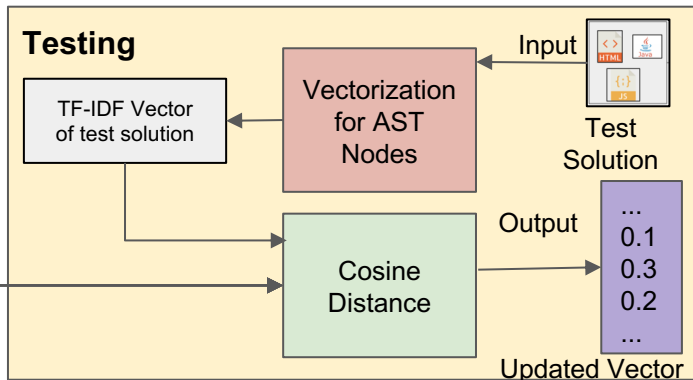 Testing
Input
< >
HTML
Java
{;}
JS
Test
Solution
Vectorization
for AST
Nodes
TF-IDF Vector
of test solution
Cosine
Distance
Output
...
0.1
0.3
0.2
...
Updated Vector